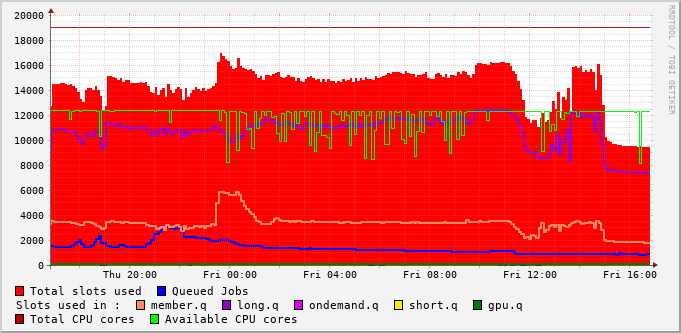 20000
18000
16000
14000
12000
10000
8000
6000
4000
2000
0
Thu 20:00 Fri 00:00 Fri 04:00 Fri 08:00 Fri 12:00 Fri 16:00
Total slots used Queued Jobs
Slots used in : member.q long.q ondemand.q short.q gpu.q
Total CPU cores Available CPU cores
RRDTOOL / TOBI OETIKER